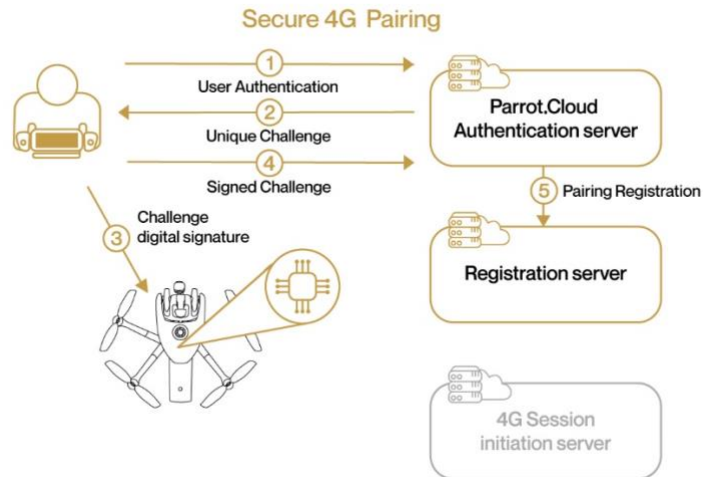 Secure 4G Pairing
1
User Authentication
2
Unique Challenge
4
Signed Challenge
3
Challenge
digital signature
Parrot.Cloud
Authentication server
5
Pairing Registration
Registration server
4G Session
initiation server